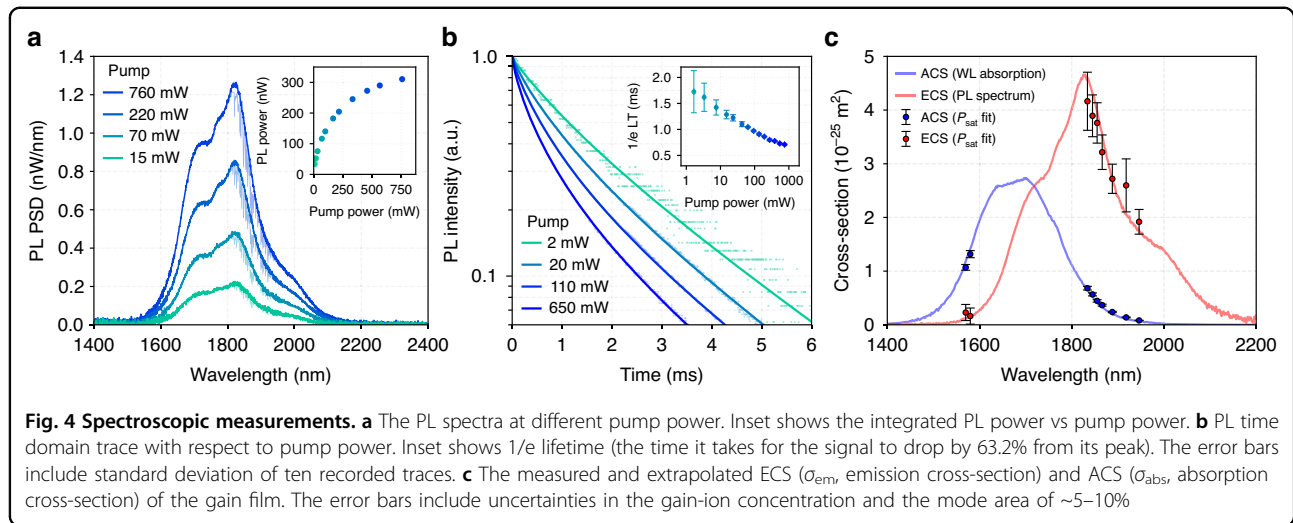 a
PL PSD (nW/nm)
1.4
1.2
1.0
0.8
0.6
0.4
0.2
0.0
1400 1600 1800 2000 2200 2400
Wavelength (nm)
Pump
760 mW
220 mW
70 mW
15 mW
PL power (nW)
300
200
100
0
0 250 500 750
Pump power (mW)
b
PL intensity (a.u.)
1.0
0.1
0 1 2 3 4 5 6
Time (ms)
Pump
2 mW
20 mW
110 mW
650 mW
1/e LT (ms)
2.0
1.5
1.0
0.5
1 10 100 1000
Pump power (mW)
c
Cross-section (10⁻²⁵ m²)
5
4
3
2
1
0
1400 1600 1800 2000 2200
Wavelength (nm)
ACS (WL absorption)
ECS (PL spectrum)
ACS (Psat fit)
ECS (Psat fit)
Fig. 4 Spectroscopic measurements. a The PL spectra at different pump power. Inset shows the integrated PL power vs pump power. b PL time
domain trace with respect to pump power. Inset shows 1/e lifetime (the time it takes for the signal to drop by 63.2% from its peak). The error bars
include standard deviation of ten recorded traces. c The measured and extrapolated ECS (σem, emission cross-section) and ACS (σabs, absorption
cross-section) of the gain film. The error bars include uncertainties in the gain-ion concentration and the mode area of ~5–10%